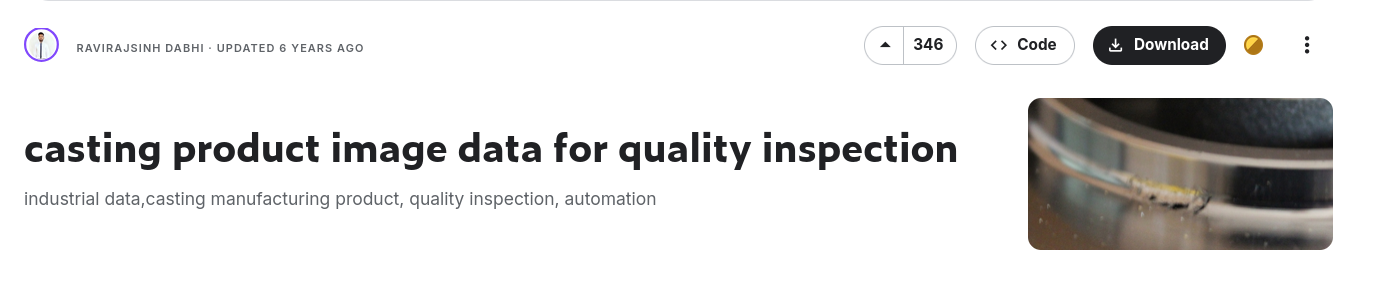 RAVIRAJSINH DABHI · UPDATED 6 YEARS AGO
346
Code
Download
casting product image data for quality inspection
industrial data,casting manufacturing product, quality inspection, automation